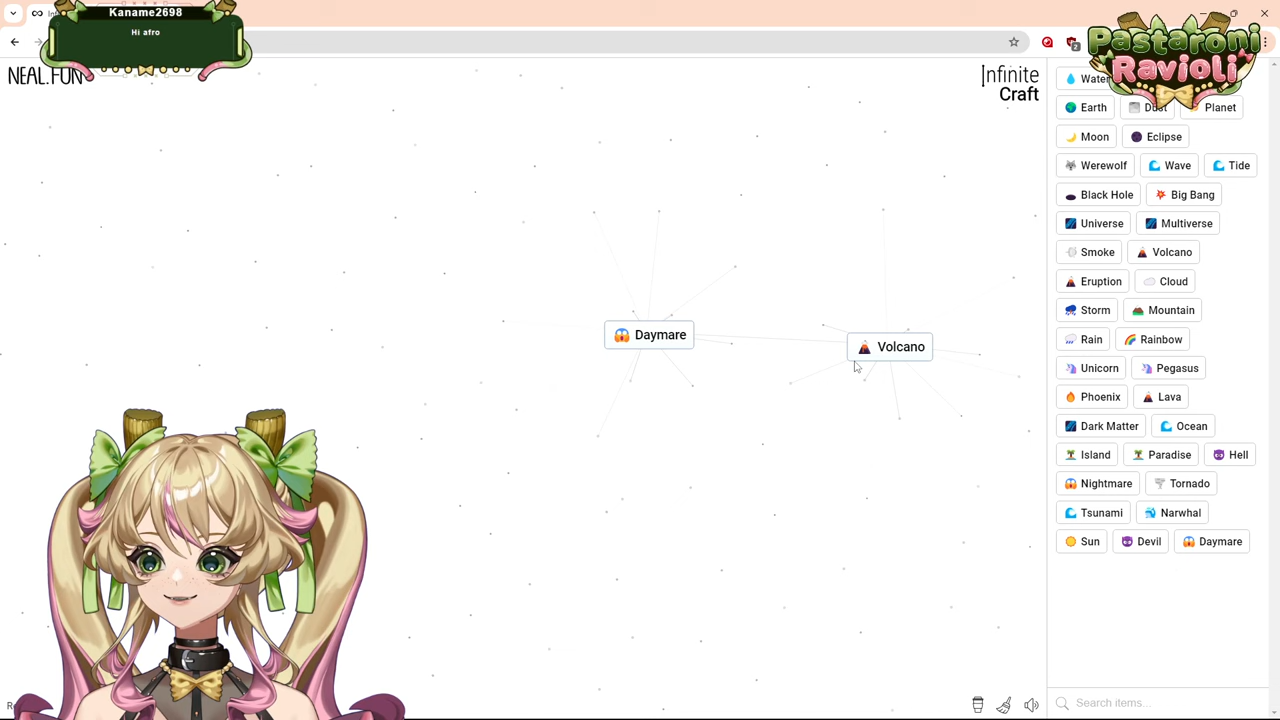 Kaname2698
Hi afro
Pastaroni
Ravioli
NEAL.FUN
Infinite
Craft
Water
Earth
Dust
Planet
Moon
Eclipse
Werewolf
Wave
Tide
Black Hole
Big Bang
Universe
Multiverse
Smoke
Volcano
Eruption
Cloud
Storm
Mountain
Rain
Rainbow
Unicorn
Pegasus
Phoenix
Lava
Dark Matter
Ocean
Island
Paradise
Hell
Nightmare
Tornado
Tsunami
Narwhal
Sun
Devil
Daymare
Daymare
Volcano
Search items...
2